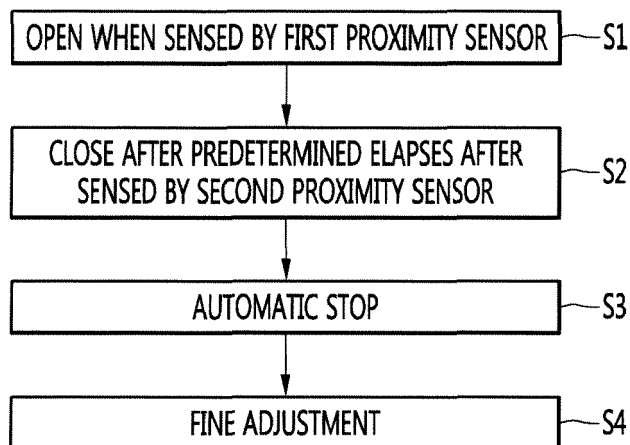 OPEN WHEN SENSED BY FIRST PROXIMITY SENSOR S1
CLOSE AFTER PREDETERMINED ELAPSES AFTER
SENSED BY SECOND PROXIMITY SENSOR
S2
AUTOMATIC STOP S3
FINE ADJUSTMENT S4